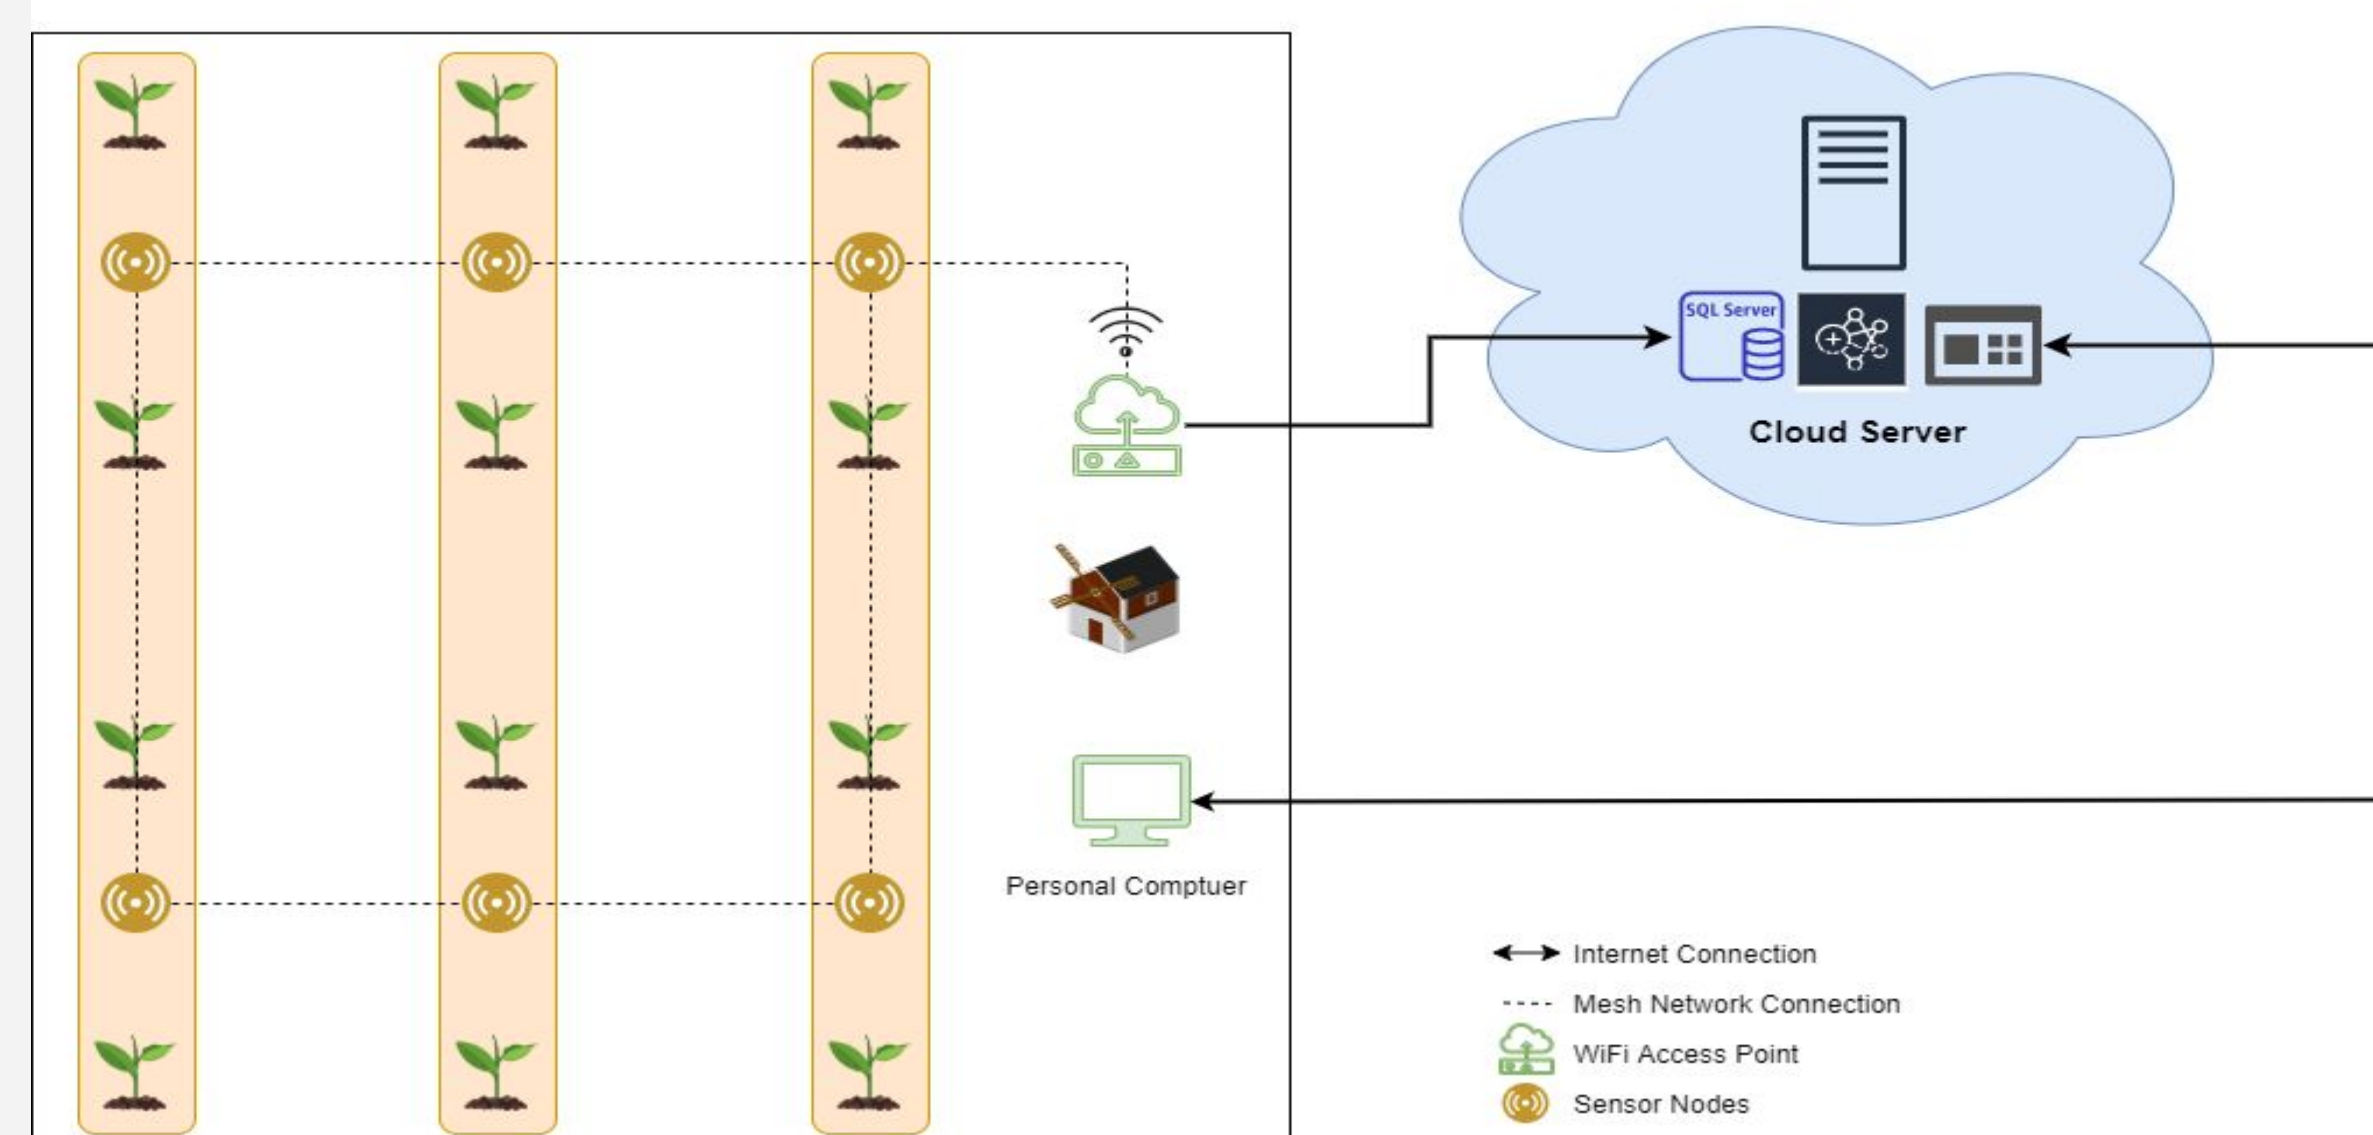 SQL Server
Cloud Server
Personal Comptuer
Internet Connection
Mesh Network Connection
WiFi Access Point
Sensor Nodes